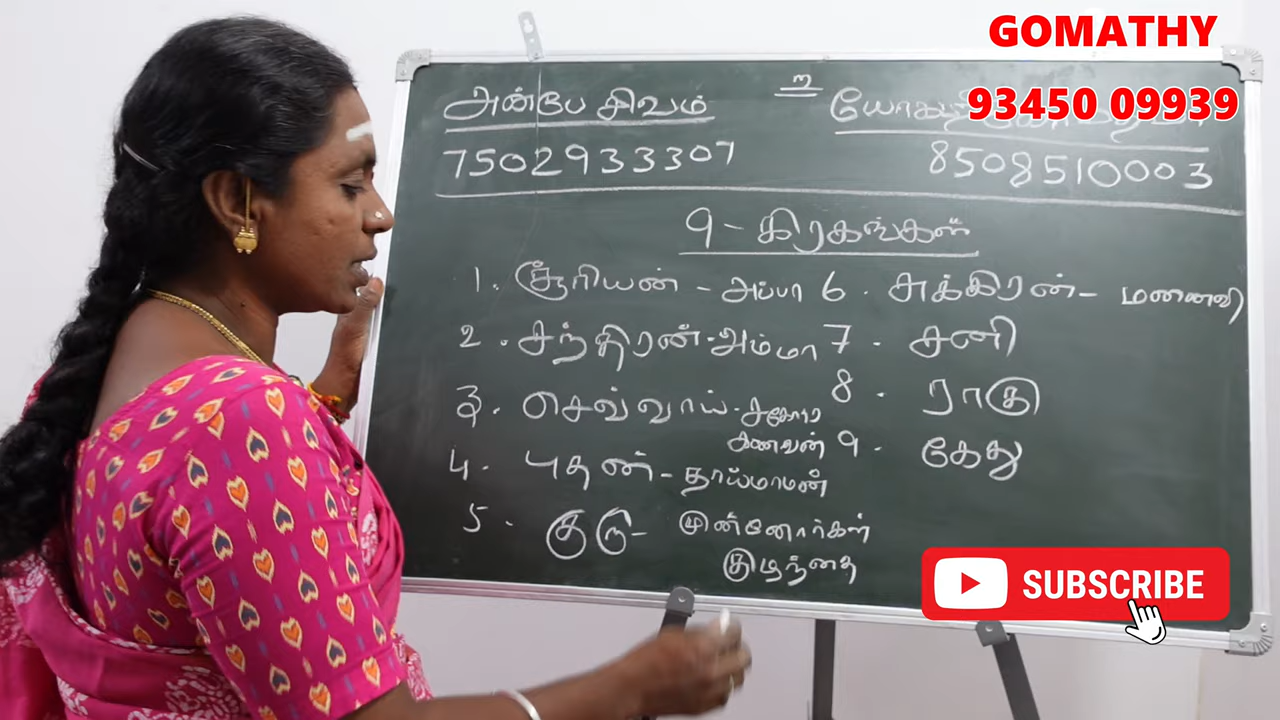 GOMATHY
93450 09939
உ
அன்பே சிவம்
7502933307
8508510003
9 - கிரகங்கள்
1. சூரியன் - அப்பா
2. சந்திரன் - அம்மா
3. செவ்வாய் - சகோதர
கணவன்
4. புதன் - தாய்மாமன்
5. குரு - முன்னோர்கள்
குழந்தை
6. சுக்கிரன் - மனைவி
7. சனி
8. ராகு
9. கேது
SUBSCRIBE